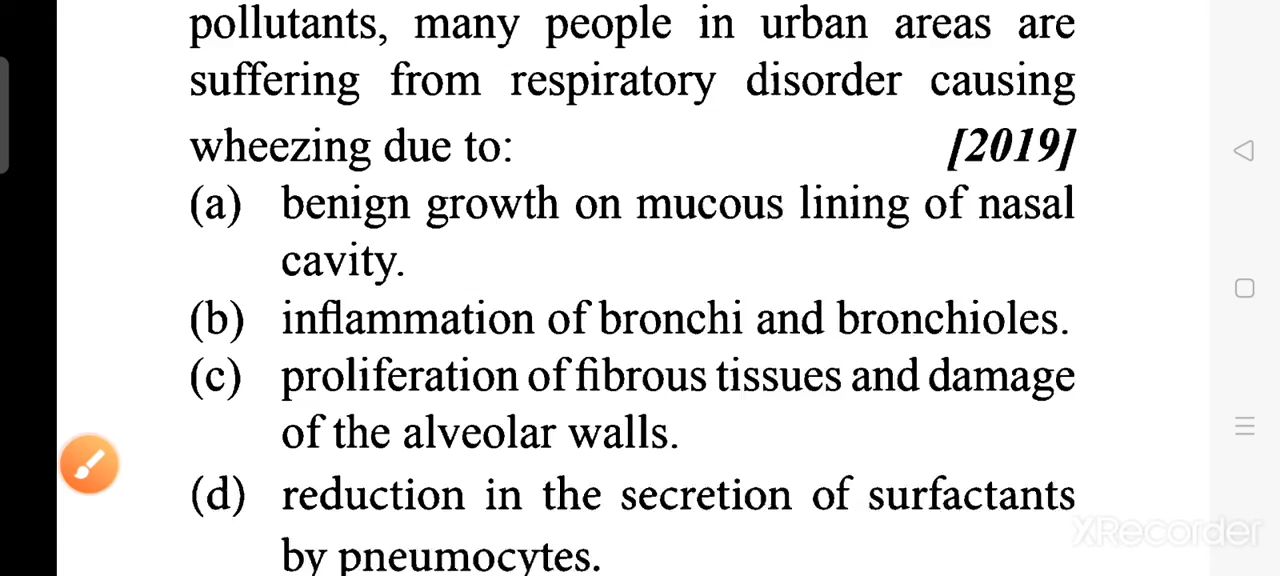 pollutants, many people in urban areas are
suffering from respiratory disorder causing
wheezing due to: [2019]
(a) benign growth on mucous lining of nasal
cavity.
(b) inflammation of bronchi and bronchioles.
(c) proliferation of fibrous tissues and damage
of the alveolar walls.
(d) reduction in the secretion of surfactants
by pneumocytes.
XRecorder